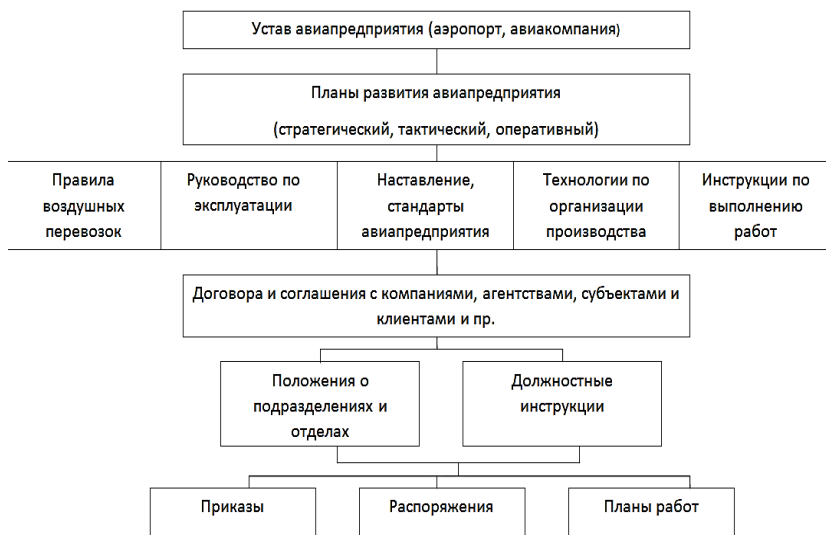 Устав авиапредприятия (аэропорт, авиакомпания)
Планы развития авиапредприятия
(стратегический, тактический, оперативный)
Правила
воздушных
перевозок
Руководство по
эксплуатации
Наставление,
стандарты
авиапредприятия
Технологии по
организации
производства
Инструкции по
выполнению
работ
Договора и соглашения с компаниями, агентствами, субъектами и
клиентами и пр.
Положения о
подразделениях и
отделах
Должностные
инструкции
Приказы
Распоряжения
Планы работ